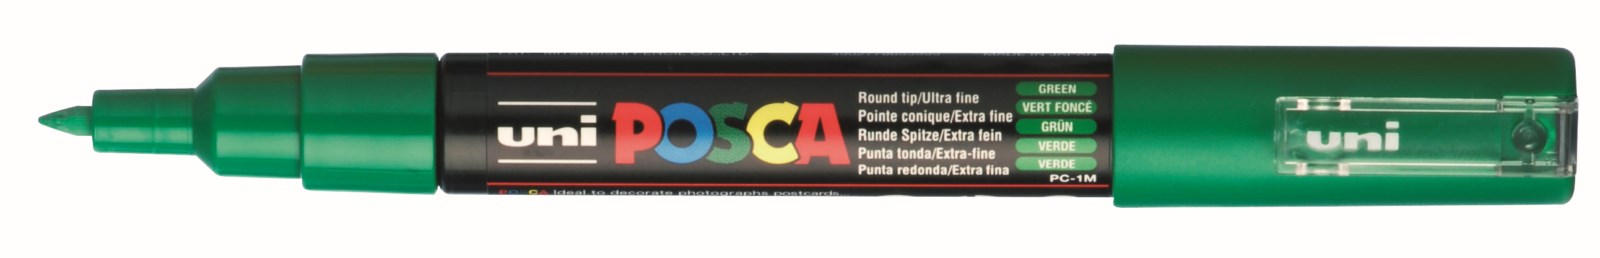 uni POSCA
Round tip/Ultra fine GREEN
Pointe conique/Extra fine VERT FONCÉ
Runde Spitze/Extra fein GRÜN
Punta tonda/Extra-fine VERDE
Punta redonda/Extra fina VERDE
PC-1M
POSCA Ideal to decorate photographs postcards
uni